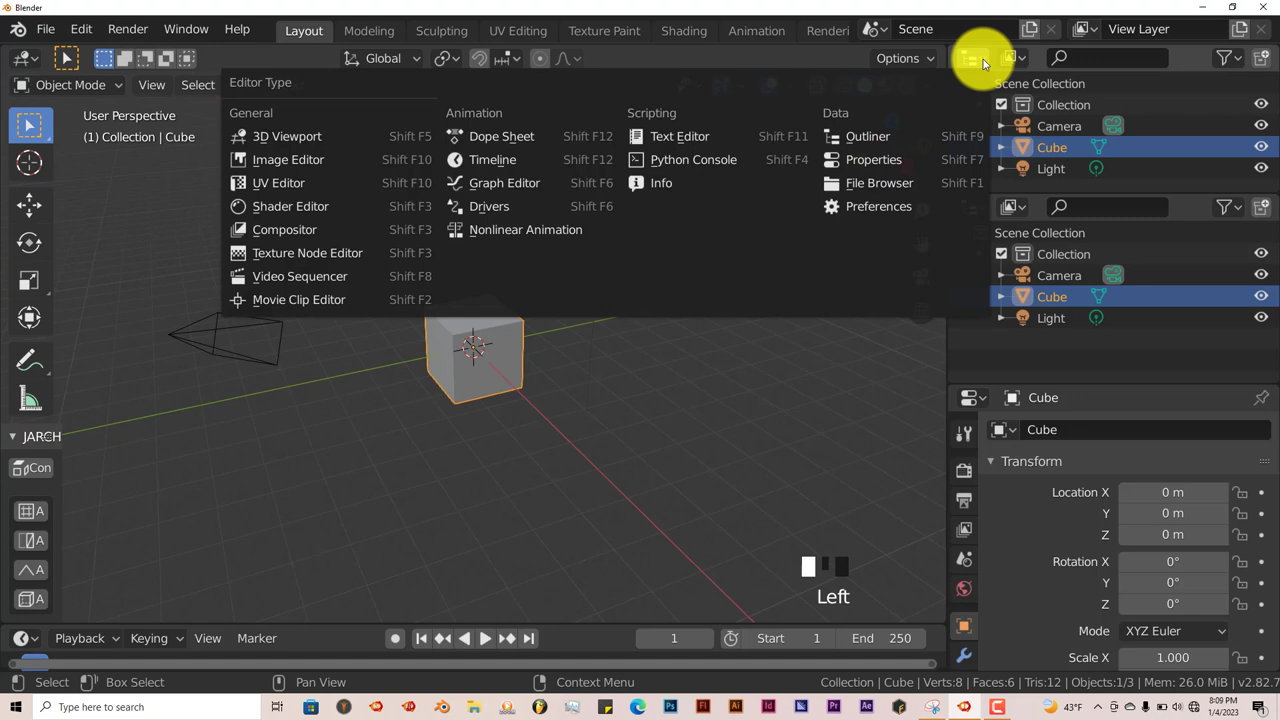 Blender
File Edit Render Window Help Layout Modeling Sculpting UV Editing Texture Paint Shading Animation Renderi Scene View Layer
Global Options
Object Mode View Select
Editor Type
General Animation Scripting Data
3D Viewport Shift F5 Dope Sheet Shift F12 Text Editor Shift F11 Outliner Shift F9
Image Editor Shift F10 Timeline Shift F12 Python Console Shift F4 Properties Shift F7
UV Editor Shift F10 Graph Editor Shift F6 Info File Browser Shift F1
Shader Editor Shift F3 Drivers Shift F6 Preferences
Compositor Shift F3 Nonlinear Animation
Texture Node Editor Shift F3
Video Sequencer Shift F8
Movie Clip Editor Shift F2
User Perspective
(1) Collection | Cube
Scene Collection
Collection
Camera
Cube
Light
Scene Collection
Collection
Camera
Cube
Light
Cube
Cube
Transform
Location X 0 m
Y 0 m
Z 0 m
Rotation X 0°
Y 0°
Z 0°
Mode XYZ Euler
Scale X 1.000
JARCH
Con
A
A
A
A
Left
Playback Keying View Marker 1 Start 1 End 250
Select Box Select Pan View Context Menu Collection | Cube | Verts:8 | Faces:6 | Tris:12 | Objects:1/3 | Mem: 26.0 MiB | v2.82.7
Type here to search 43°F 8:09 PM
1/4/2023